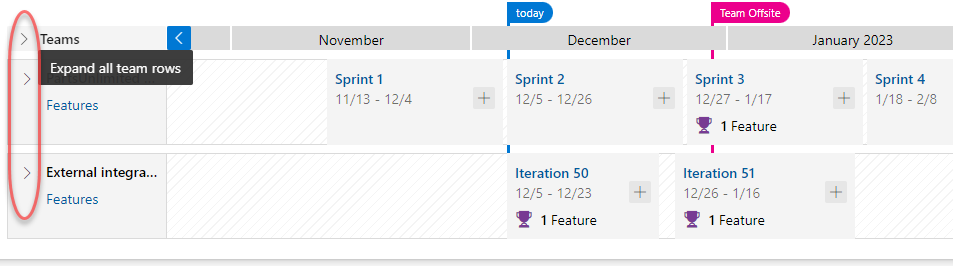 today
Team Offsite
Teams
November
December
January 2023
Expand all team rows
Features
Sprint 1
11/13 - 12/4
Sprint 2
12/5 - 12/26
Sprint 3
12/27 - 1/17
1 Feature
Sprint 4
1/18 - 2/8
External integra...
Features
Iteration 50
12/5 - 12/23
1 Feature
Iteration 51
12/26 - 1/16
1 Feature